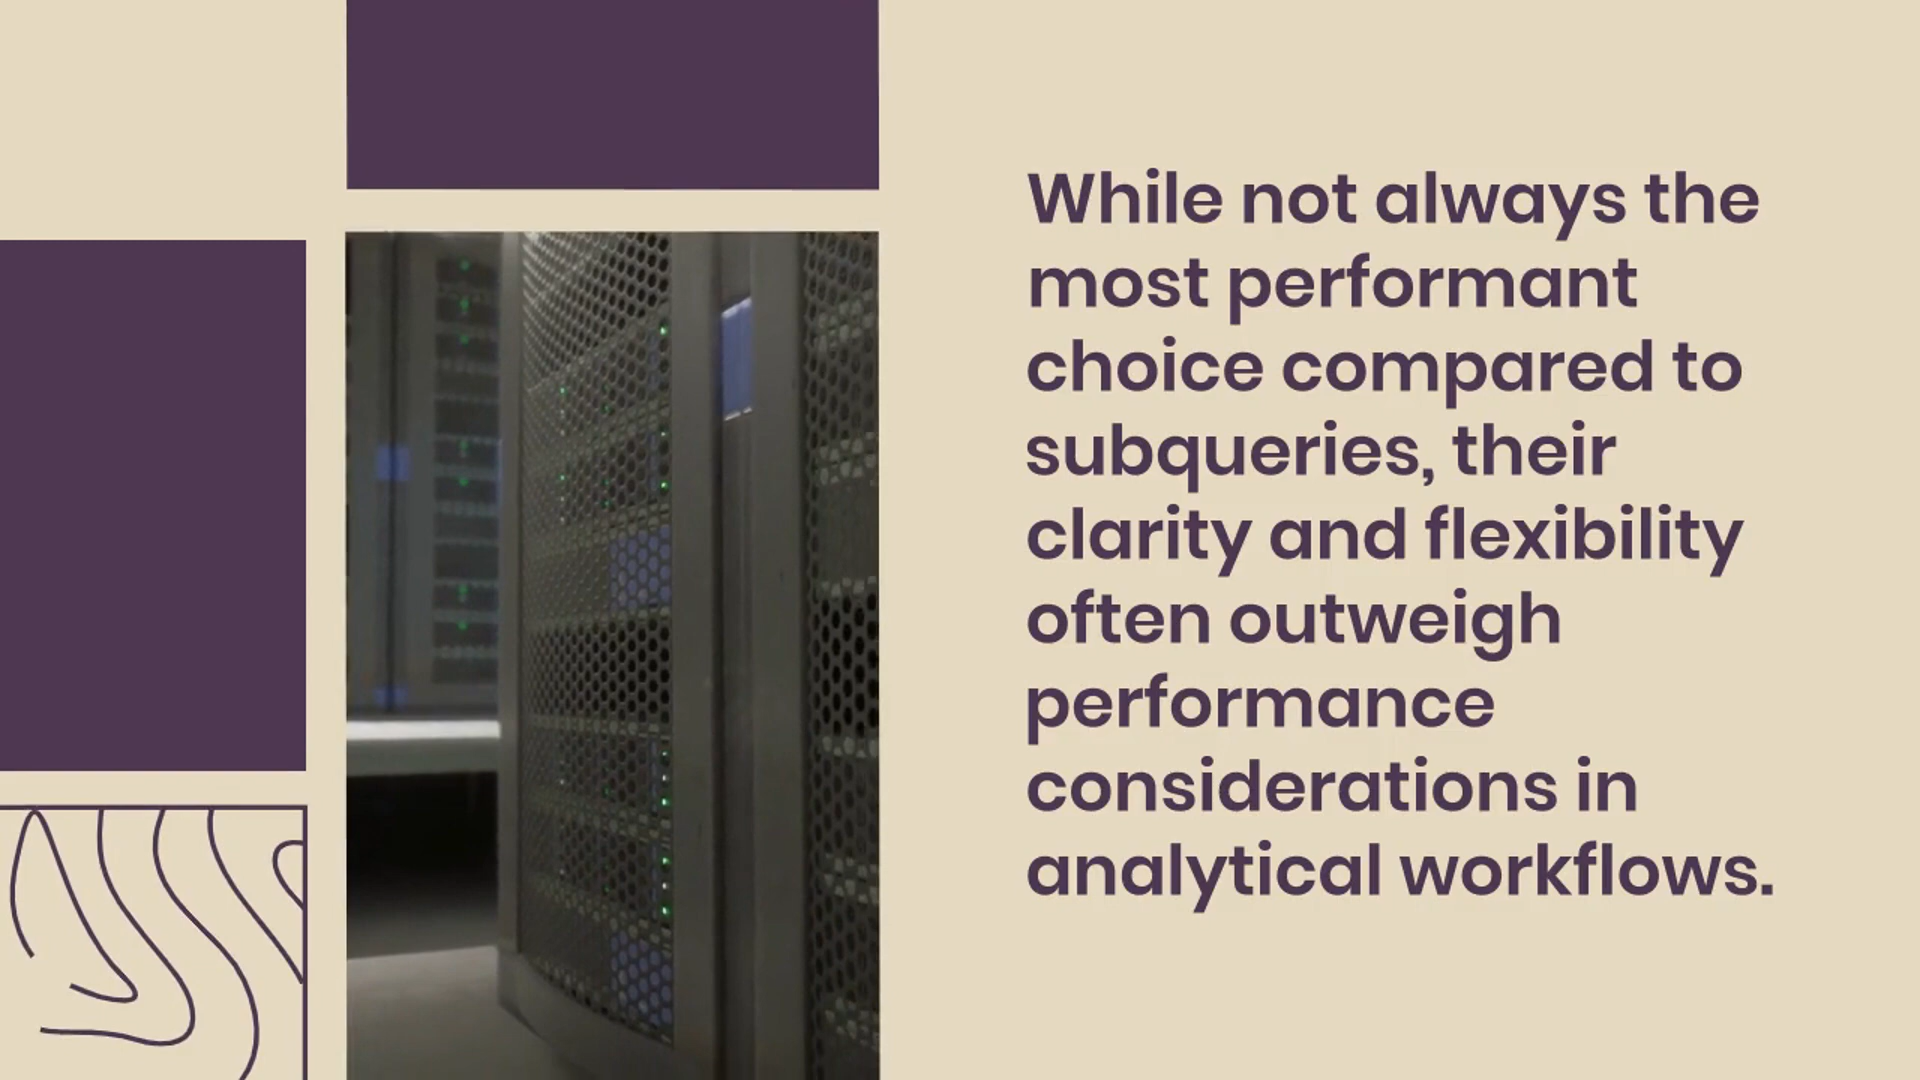 While not always the
most performant
choice compared to
subqueries, their
clarity and flexibility
often outweigh
performance
considerations in
analytical workflows.